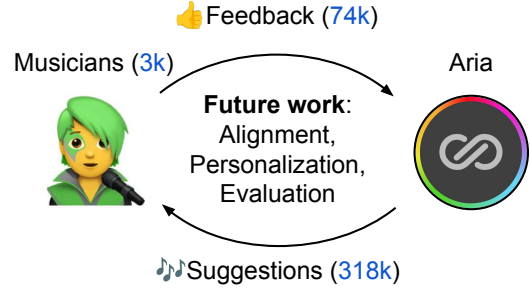 👍Feedback (74k)
Musicians (3k)
Aria
Future work:
Alignment,
Personalization,
Evaluation
🎶Suggestions (318k)